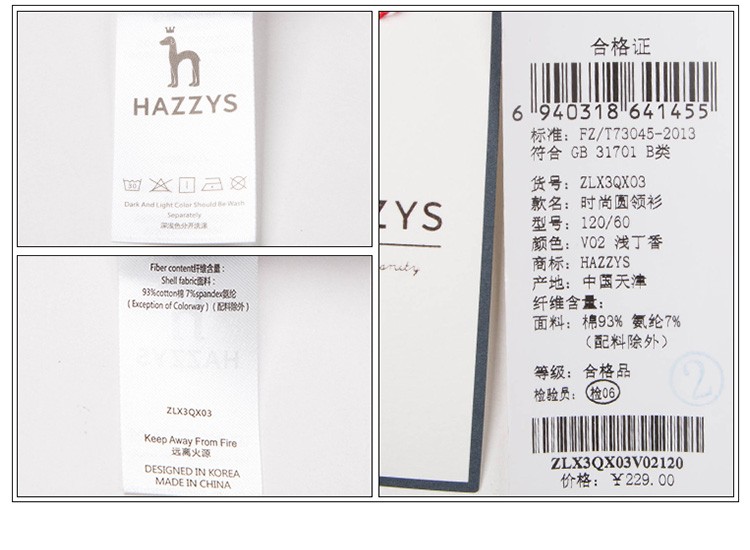 HAZZYS
30
Dark And Light Color Should Be Wash
Separately
深浅色分开洗涤
Fiber content纤维含量：
Shell fabric面料：
93%cotton棉 7%spandex氨纶
（Exception of Colorway）（配料除外）
HAZZYS
ZLX3QX03
Keep Away From Fire
远离火源
DESIGNED IN KOREA
MADE IN CHINA
ZYS
合格证
6 940318 641455
标准：FZ/T73045-2013
符合 GB 31701 B类
货号：ZLX3QX03
款名：时尚圆领衫
型号：120/60
颜色：V02 浅丁香
商标：HAZZYS
产地：中国天津
纤维含量：
面料：棉93% 氨纶7%
（配料除外）
等级：合格品
检验员：检06
2
ZLX3QX03V02120
价格：￥229.00